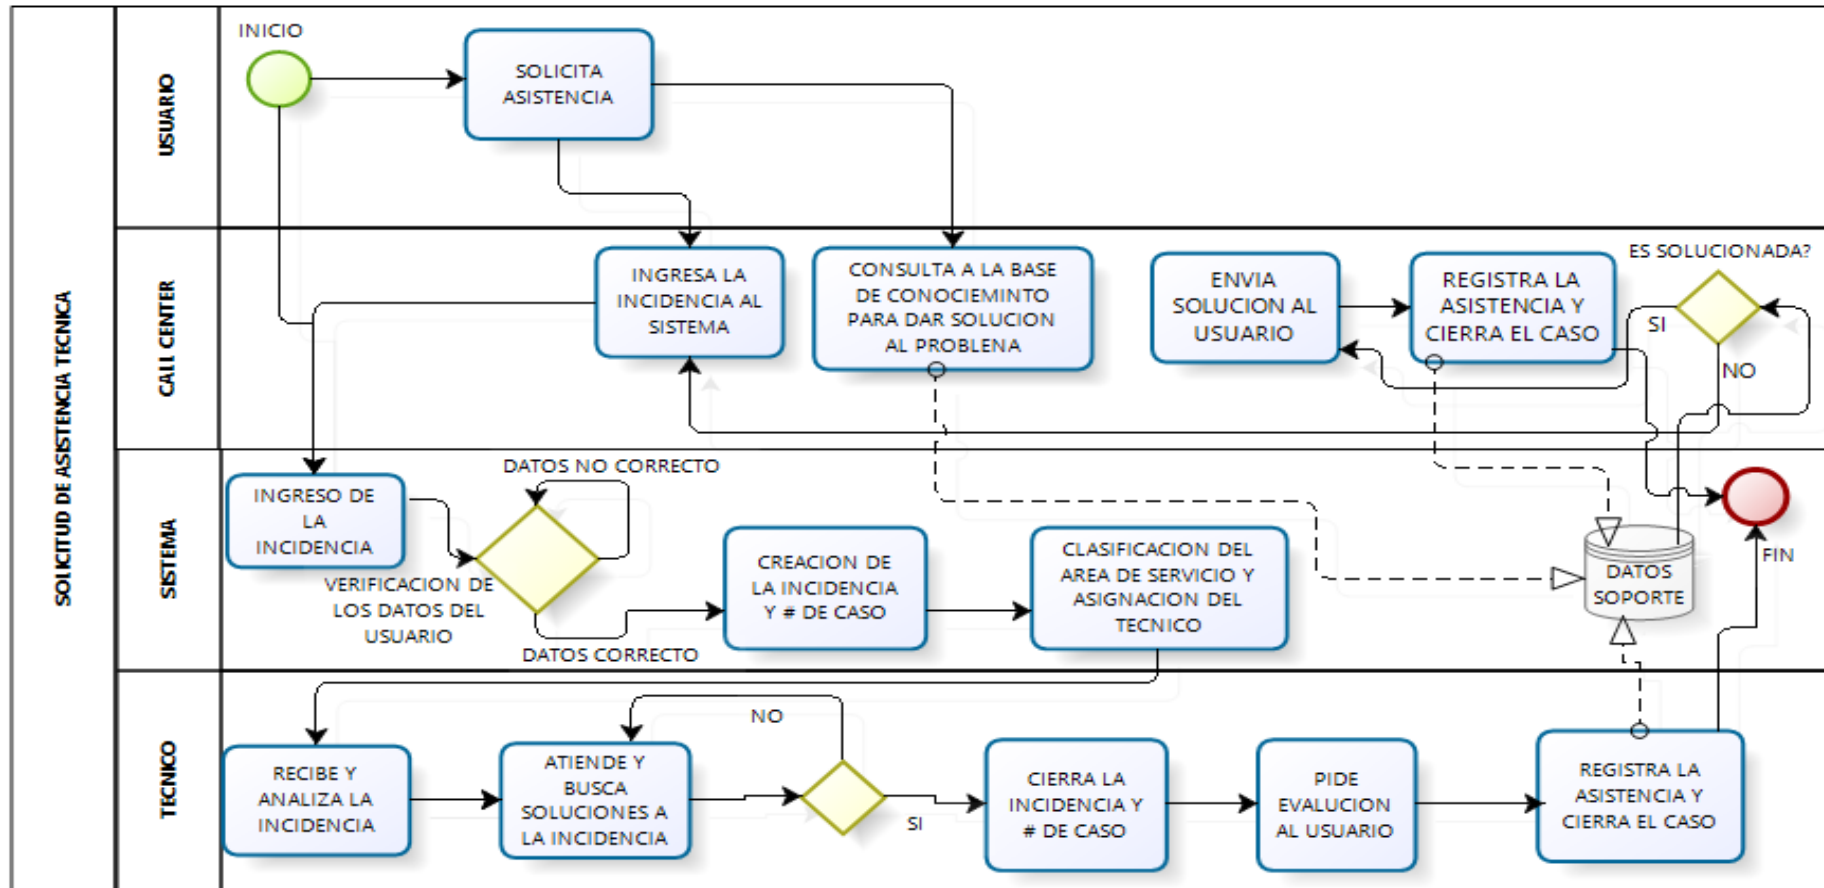 SOLICITUD DE ASISTENCIA TECNICA
USUARIO
INICIO
SOLICITA
ASISTENCIA
CALL CENTER
INGRESA LA
INCIDENCIA AL
SISTEMA
CONSULTA A LA BASE
DE CONOCIEMINTO
PARA DAR SOLUCION
AL PROBLENA
ENVIA
SOLUCION AL
USUARIO
REGISTRA LA
ASISTENCIA Y
CIERRA EL CASO
ES SOLUCIONADA?
SI
NO
SISTEMA
INGRESO DE
LA
INCIDENCIA
DATOS NO CORRECTO
VERIFICACION DE
LOS DATOS DEL
USUARIO
DATOS CORRECTO
CREACION DE
LA INCIDENCIA
Y # DE CASO
CLASIFICACION DEL
AREA DE SERVICIO Y
ASIGNACION DEL
TECNICO
DATOS
SOPORTE
FIN
TECNICO
RECIBE Y
ANALIZA LA
INCIDENCIA
ATIENDE Y
BUSCA
SOLUCIONES A
LA INCIDENCIA
NO
SI
CIERRA LA
INCIDENCIA Y
# DE CASO
PIDE
EVALUCION
AL USUARIO
REGISTRA LA
ASISTENCIA Y
CIERRA EL CASO